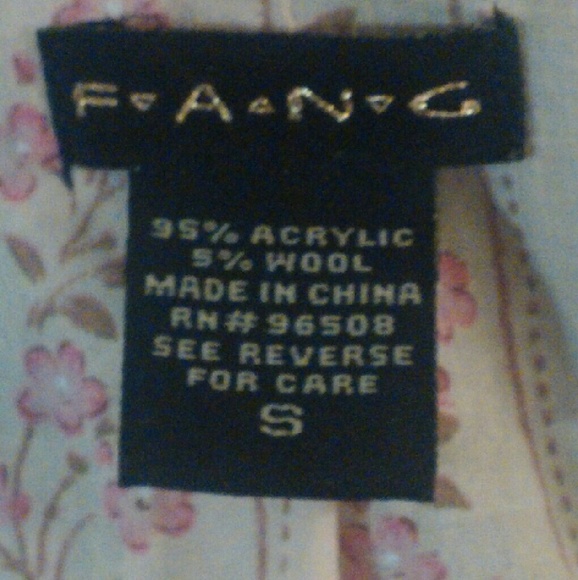 F▽A△N▽G
95% ACRYLIC
5% WOOL
MADE IN CHINA
RN#96508
SEE REVERSE
FOR CARE
S